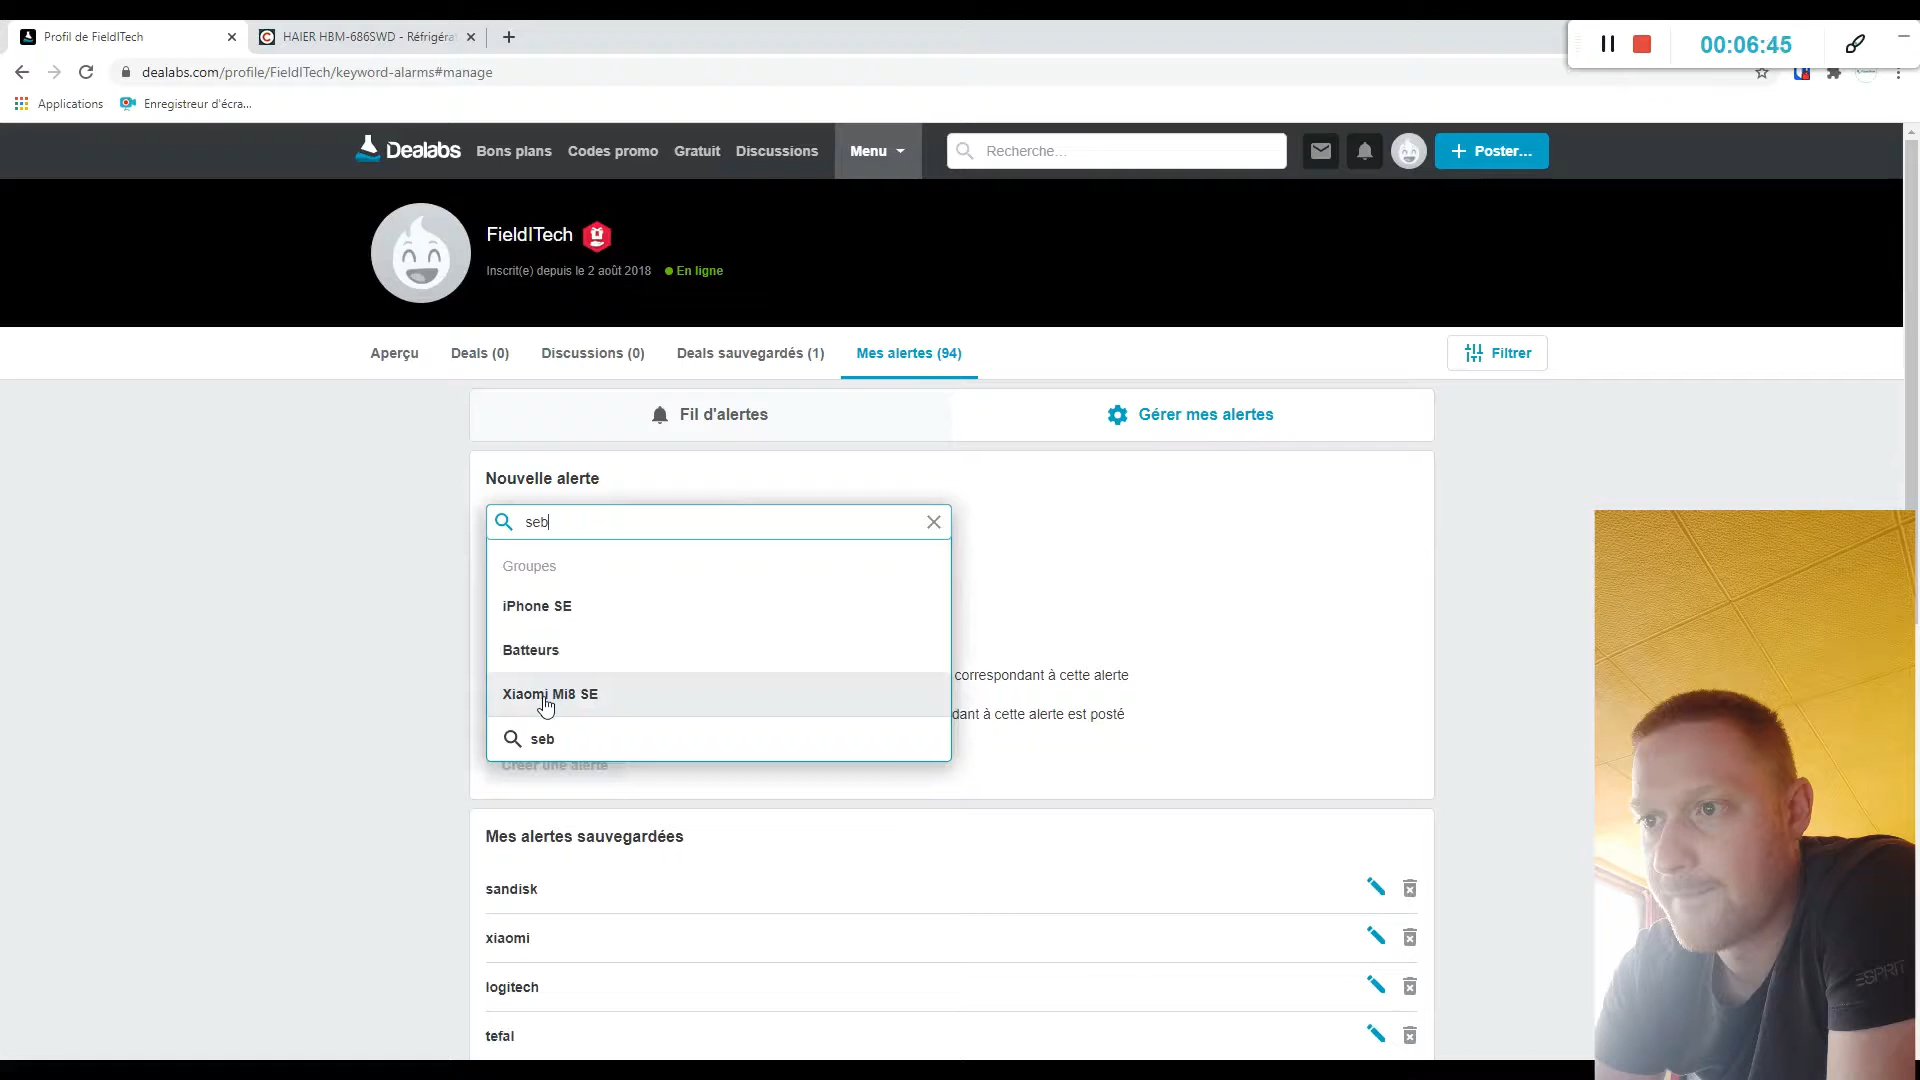 Profil de FieldITech
HAIER HBM-686SWD - Réfrigéra
00:06:45
dealabs.com/profile/FieldITech/keyword-alarms#manage
Applications
Enregistreur d'écra...
Dealabs
Bons plans
Codes promo
Gratuit
Discussions
Menu
Recherche...
Poster...
FieldITech
Inscrit(e) depuis le 2 août 2018
En ligne
Aperçu
Deals (0)
Discussions (0)
Deals sauvegardés (1)
Mes alertes (94)
Filtrer
Fil d'alertes
Gérer mes alertes
Nouvelle alerte
seb
Groupes
iPhone SE
Batteurs
Xiaomi Mi8 SE
correspondant à cette alerte
dant à cette alerte est posté
seb
Créer une alerte
Mes alertes sauvegardées
sandisk
xiaomi
logitech
tefal
ESPRIT